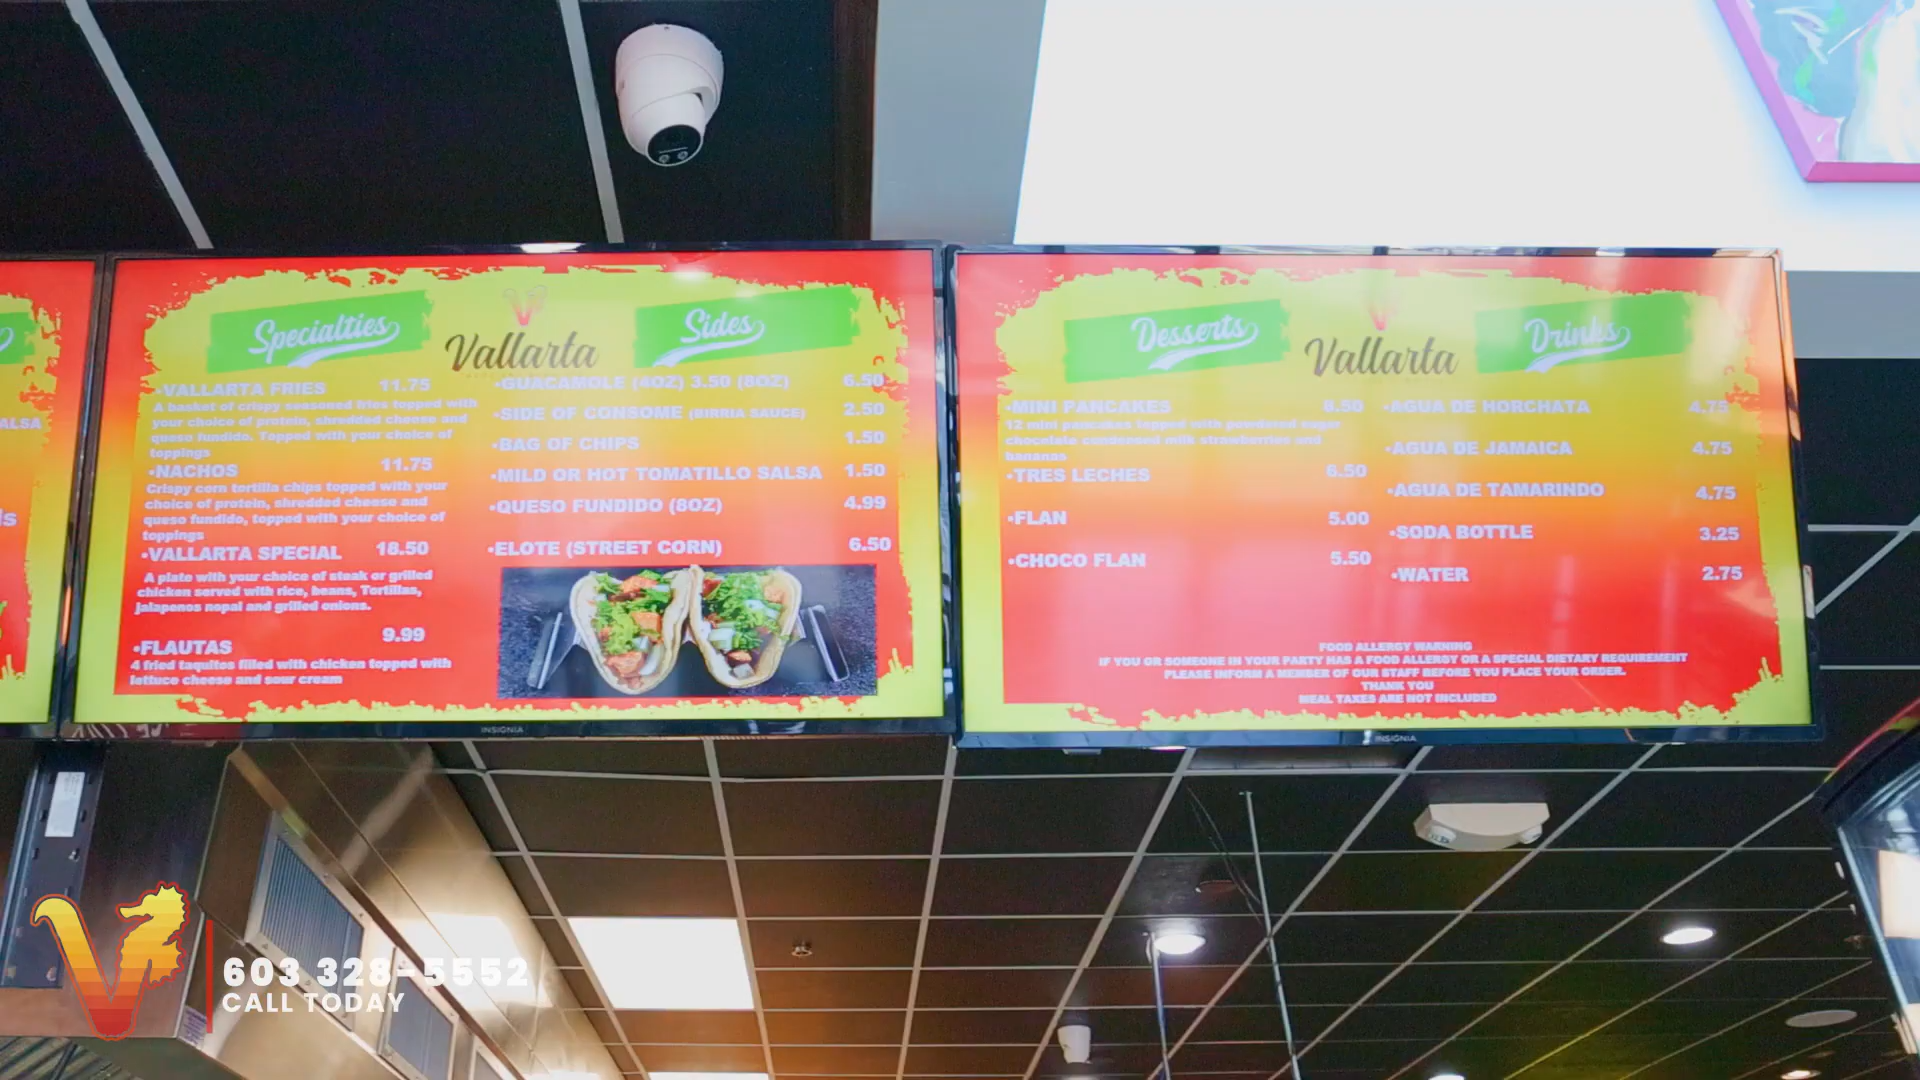 ALSA
ls
Specialties
Vallarta
Sides
•VALLARTA FRIES 11.75
A basket of crispy seasoned fries topped with
your choice of protein, shredded cheese and
queso fundido. Topped with your choice of
toppings
•NACHOS 11.75
Crispy corn tortilla chips topped with your
choice of protein, shredded cheese and
queso fundido, topped with your choice of
toppings
•VALLARTA SPECIAL 18.50
A plate with your choice of steak or grilled
chicken served with rice, beans, Tortillas,
jalapenos nopal and grilled onions.
•FLAUTAS 9.99
4 fried taquitos filled with chicken topped with
lettuce cheese and sour cream
•GUACAMOLE (4OZ) 3.50 (8OZ) 6.50
•SIDE OF CONSOME (BIRRIA SAUCE) 2.50
•BAG OF CHIPS 1.50
•MILD OR HOT TOMATILLO SALSA 1.50
•QUESO FUNDIDO (8OZ) 4.99
•ELOTE (STREET CORN) 6.50
INSIGNIA
Desserts
Vallarta
Drinks
•MINI PANCAKES 8.50
12 mini pancakes topped with powdered sugar
chocolate condensed milk strawberries and
bananas
•TRES LECHES 6.50
•FLAN 5.00
•CHOCO FLAN 5.50
•AGUA DE HORCHATA 4.75
•AGUA DE JAMAICA 4.75
•AGUA DE TAMARINDO 4.75
•SODA BOTTLE 3.25
•WATER 2.75
FOOD ALLERGY WARNING
IF YOU OR SOMEONE IN YOUR PARTY HAS A FOOD ALLERGY OR A SPECIAL DIETARY REQUIREMENT
PLEASE INFORM A MEMBER OF OUR STAFF BEFORE YOU PLACE YOUR ORDER.
THANK YOU
MEAL TAXES ARE NOT INCLUDED
INSIGNIA
V
603 328-5552
CALL TODAY